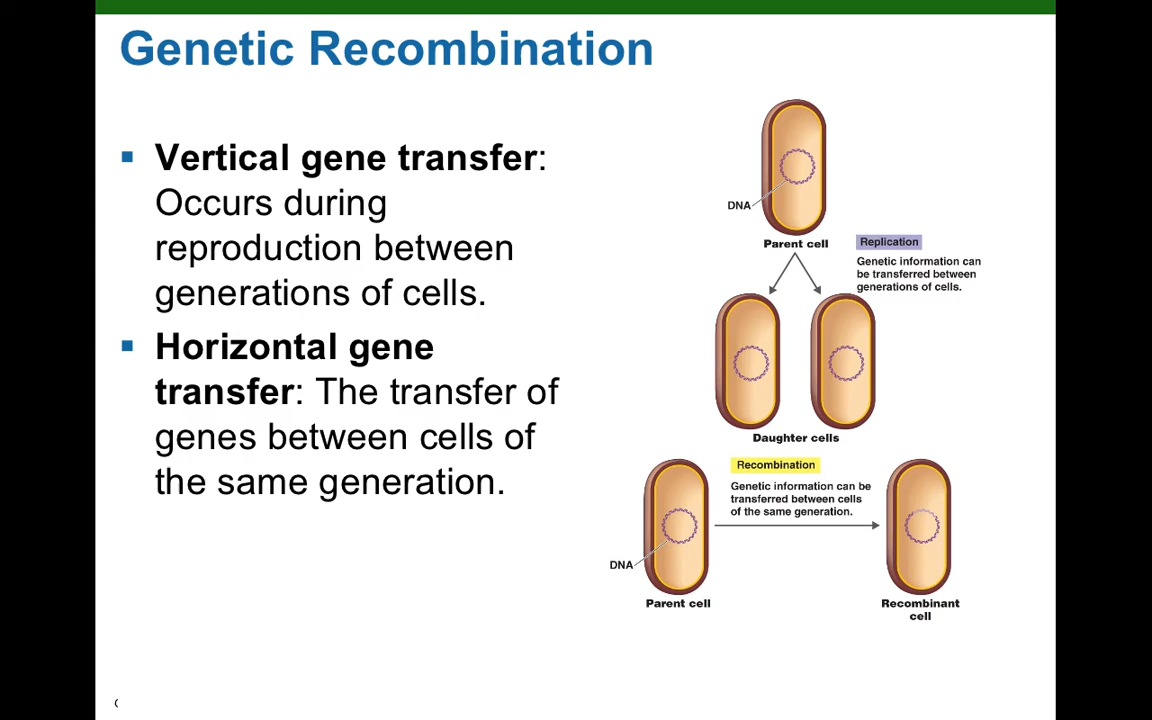 Genetic Recombination
▪ Vertical gene transfer:
Occurs during
reproduction between
generations of cells.
▪ Horizontal gene
transfer: The transfer of
genes between cells of
the same generation.
DNA
Parent cell
Replication
Genetic information can
be transferred between
generations of cells.
Daughter cells
Recombination
Genetic information can be
transferred between cells
of the same generation.
DNA
Parent cell
Recombinant
cell